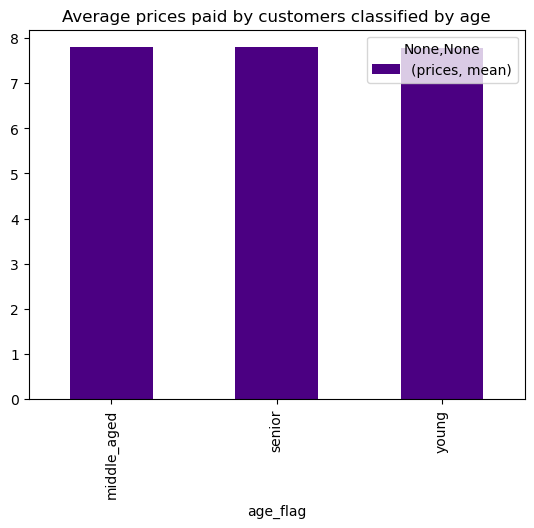 Average prices paid by customers classified by age
None,None
(prices, mean)
8
7
6
5
4
3
2
1
0
middle_aged
senior
young
age_flag